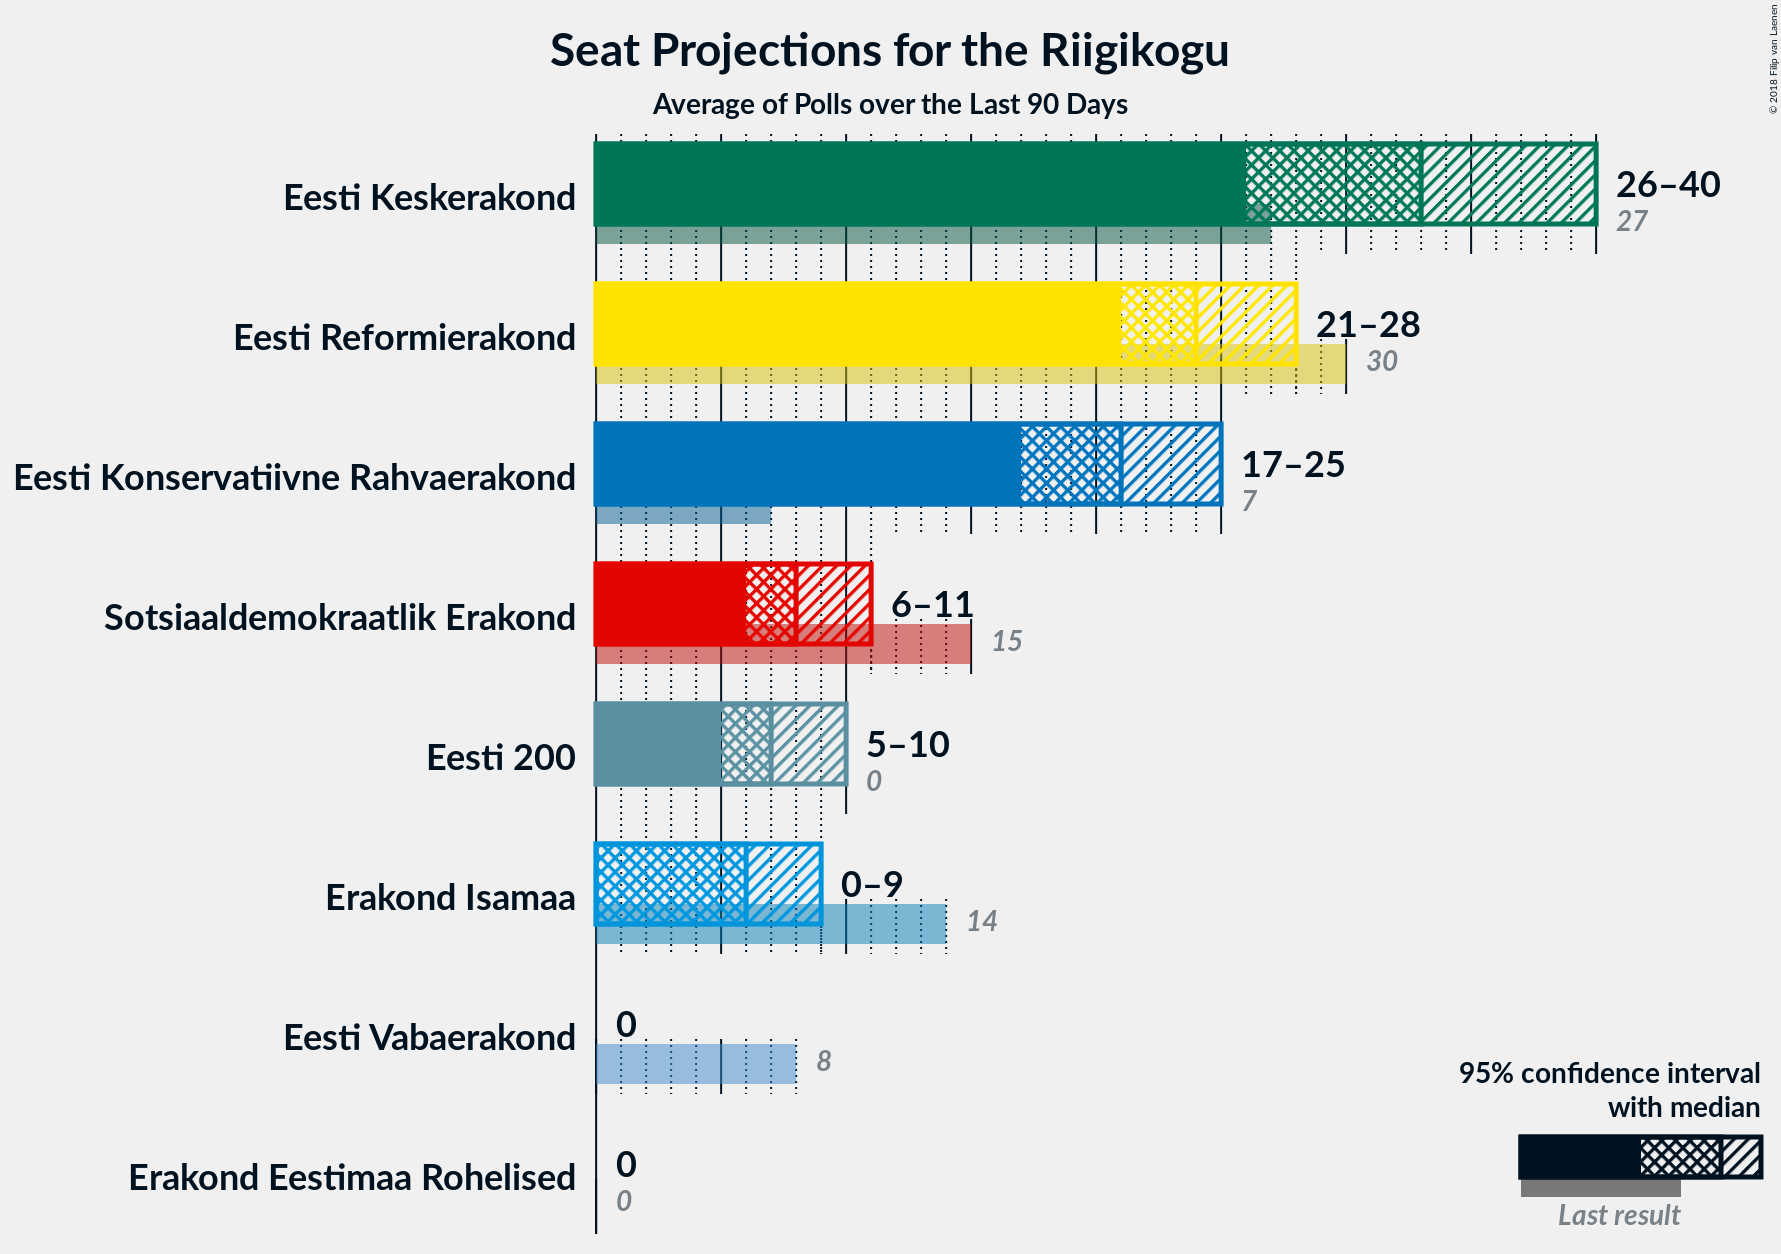 Seat Projections for the Riigikogu
Average of Polls over the Last 90 Days
© 2018 Filip van Laenen
Eesti Keskerakond
26–40
27
Eesti Reformierakond
21–28
30
Eesti Konservatiivne Rahvaerakond
17–25
7
Sotsiaaldemokraatlik Erakond
6–11
15
Eesti 200
5–10
0
Erakond Isamaa
0–9
14
Eesti Vabaerakond
0
8
Erakond Eestimaa Rohelised
0
0
95% confidence interval
with median
Last result